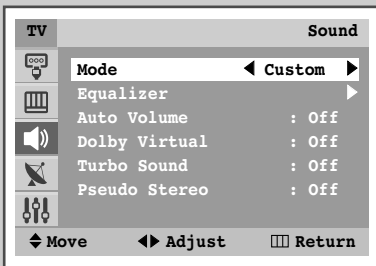 TV Sound
Mode ◀ Custom ▶
Equalizer ▶
Auto Volume : Off
Dolby Virtual : Off
Turbo Sound : Off
Pseudo Stereo : Off
Move Adjust Return